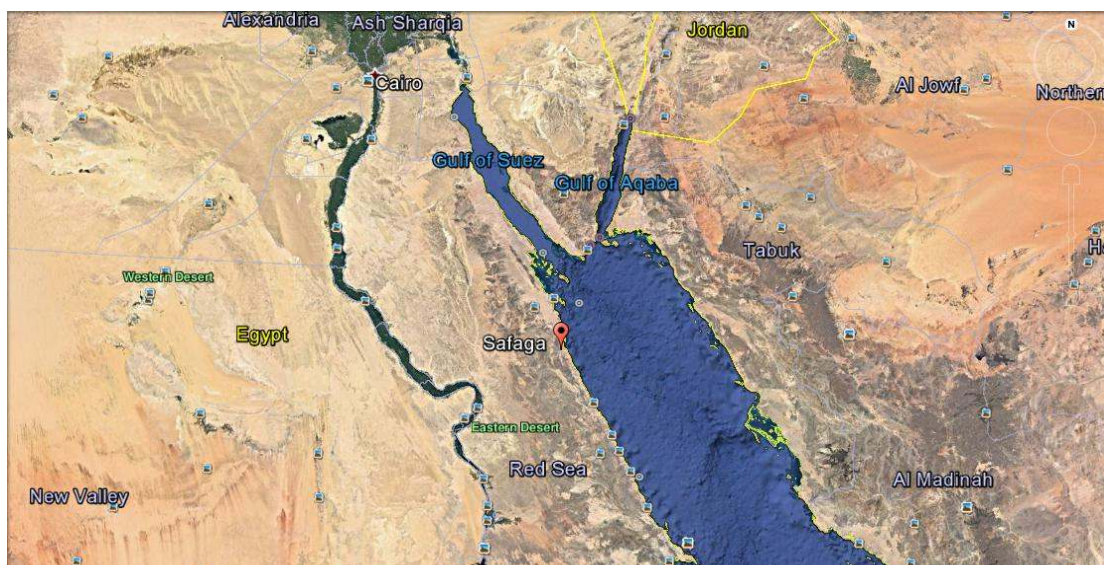 Alexandria
Ash Sharqia
Jordan
N
Cairo
Al Jowf
Northern
Gulf of Suez
Gulf of Aqaba
Tabuk
Ha
Western Desert
Egypt
Safaga
Eastern Desert
Red Sea
New Valley
Al Madinah